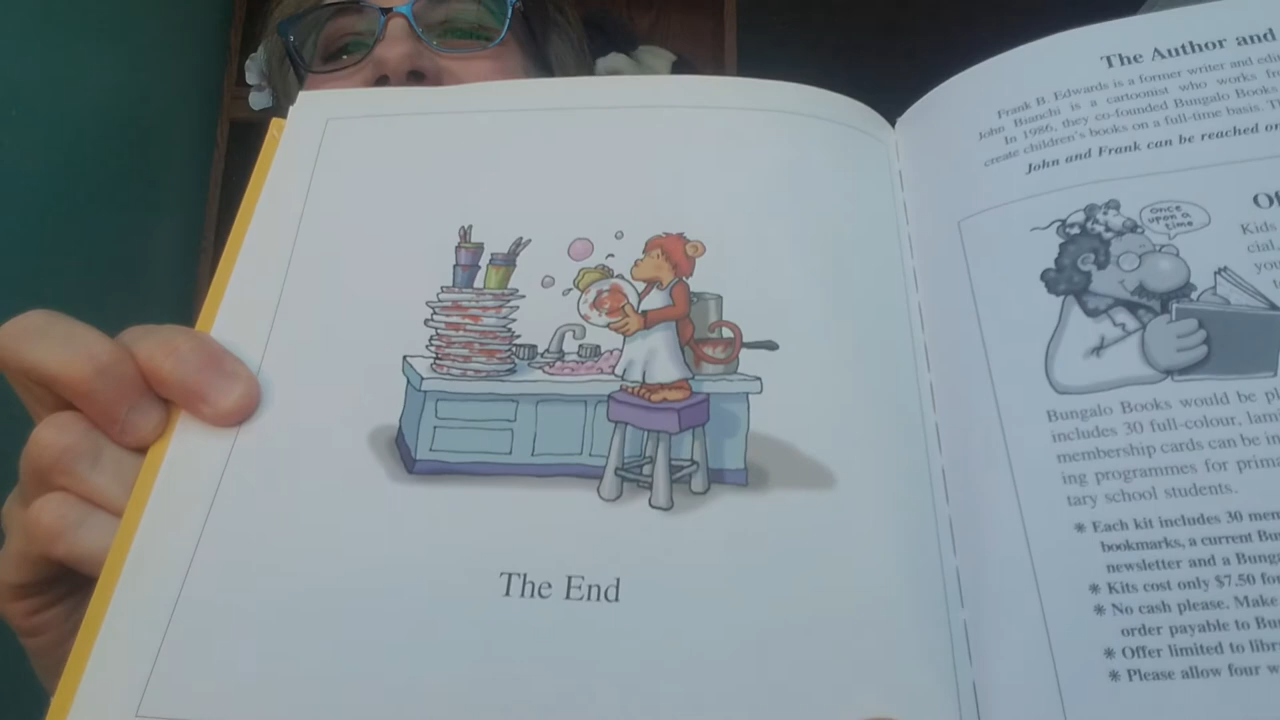 The End
The Author and
Frank B. Edwards is a former writer and edi
John Bianchi is a cartoonist who works fr
In 1986, they co-founded Bungalo Books
create children's books on a full-time basis. T
John and Frank can be reached o
once
upon a
time
Of
Kids
cial
you
Bungalo Books would be pl
includes 30 full-colour, lam
membership cards can be in
ing programmes for prima
tary school students.
* Each kit includes 30 mem
bookmarks, a current Bu
newsletter and a Bung
* Kits cost only $7.50 fo
* No cash please. Make
order payable to Bu
* Offer limited to libr
* Please allow four w